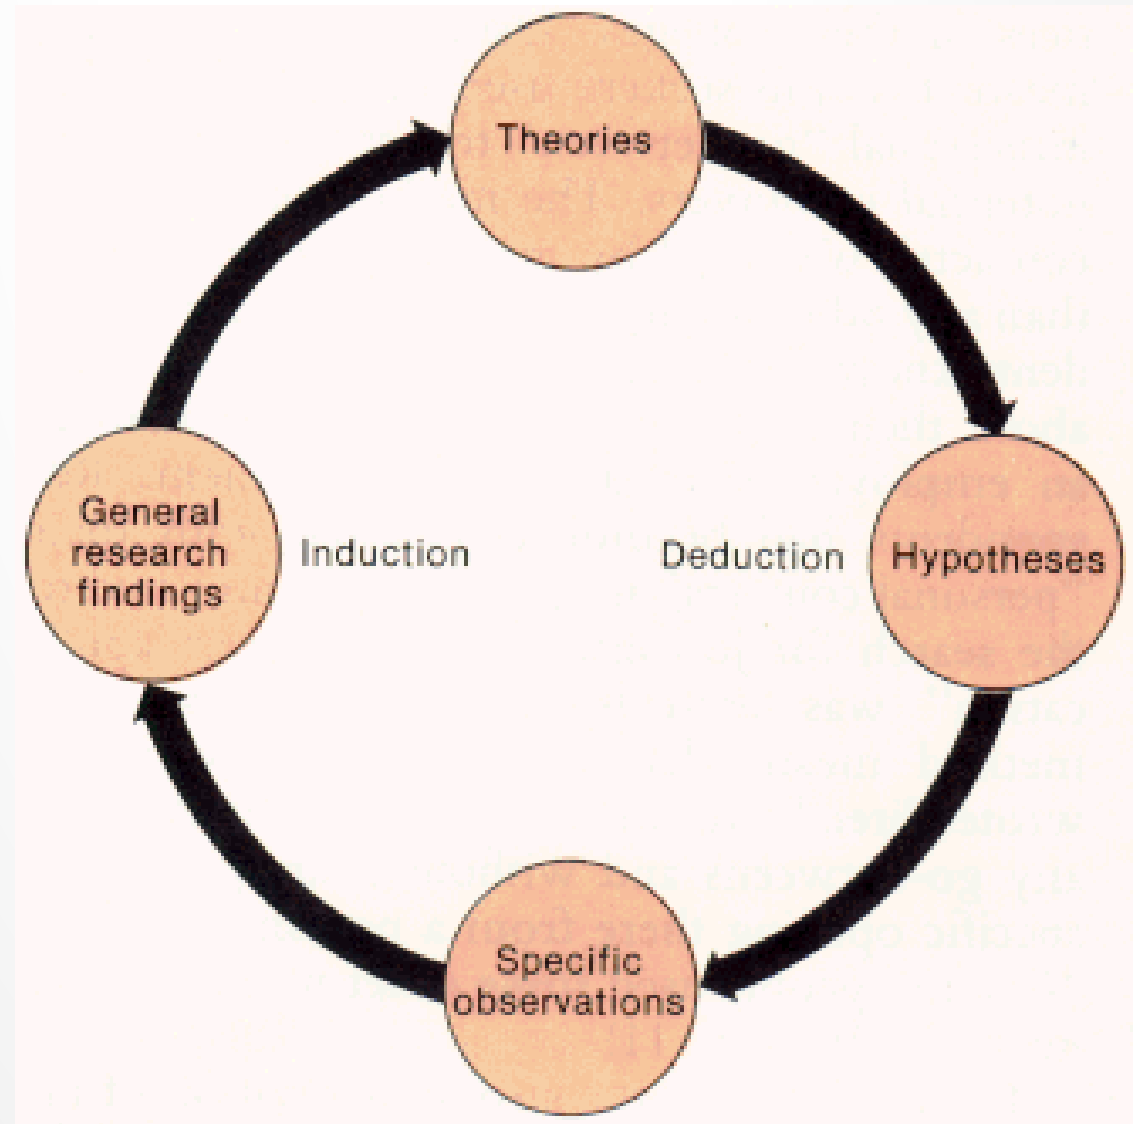 Theories
General
research
findings
Induction
Deduction
Hypotheses
Specific
observations